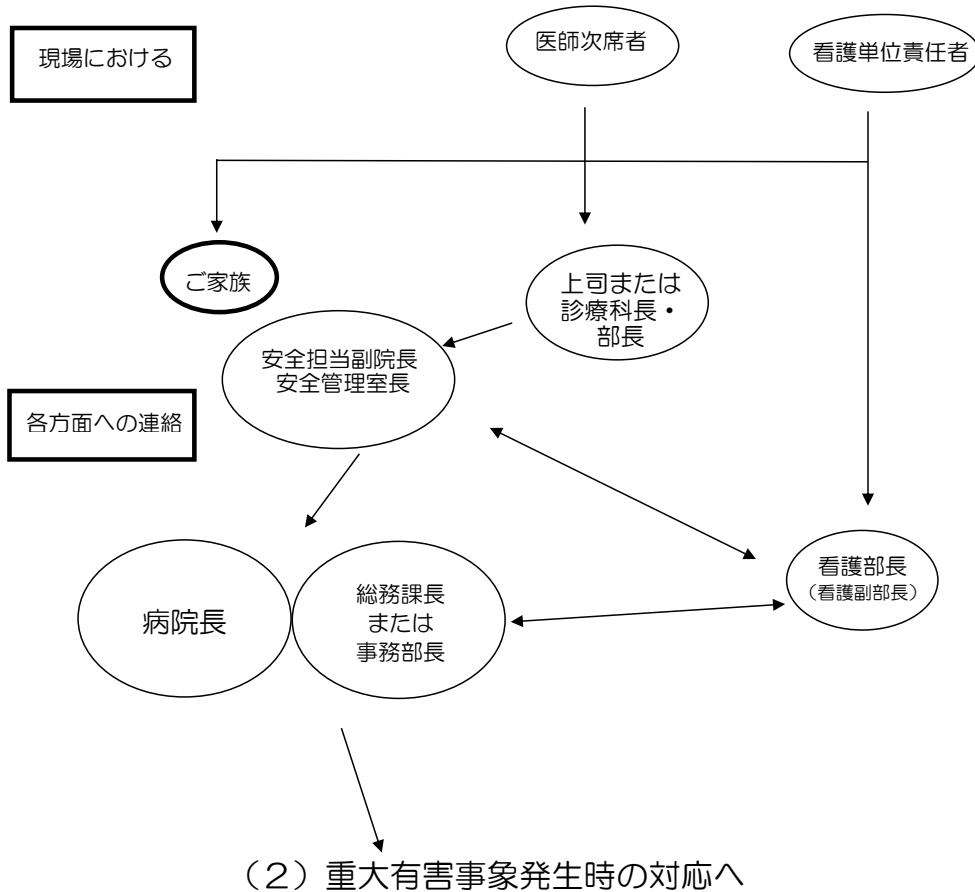 現場における
医師次席者
看護単位責任者
ご家族
上司または
診療科長・
部長
安全担当副院長
安全管理室長
各方面への連絡
看護部長
（看護副部長）
病院長
総務課長
または
事務部長
（２）重大有害事象発生時の対応へ